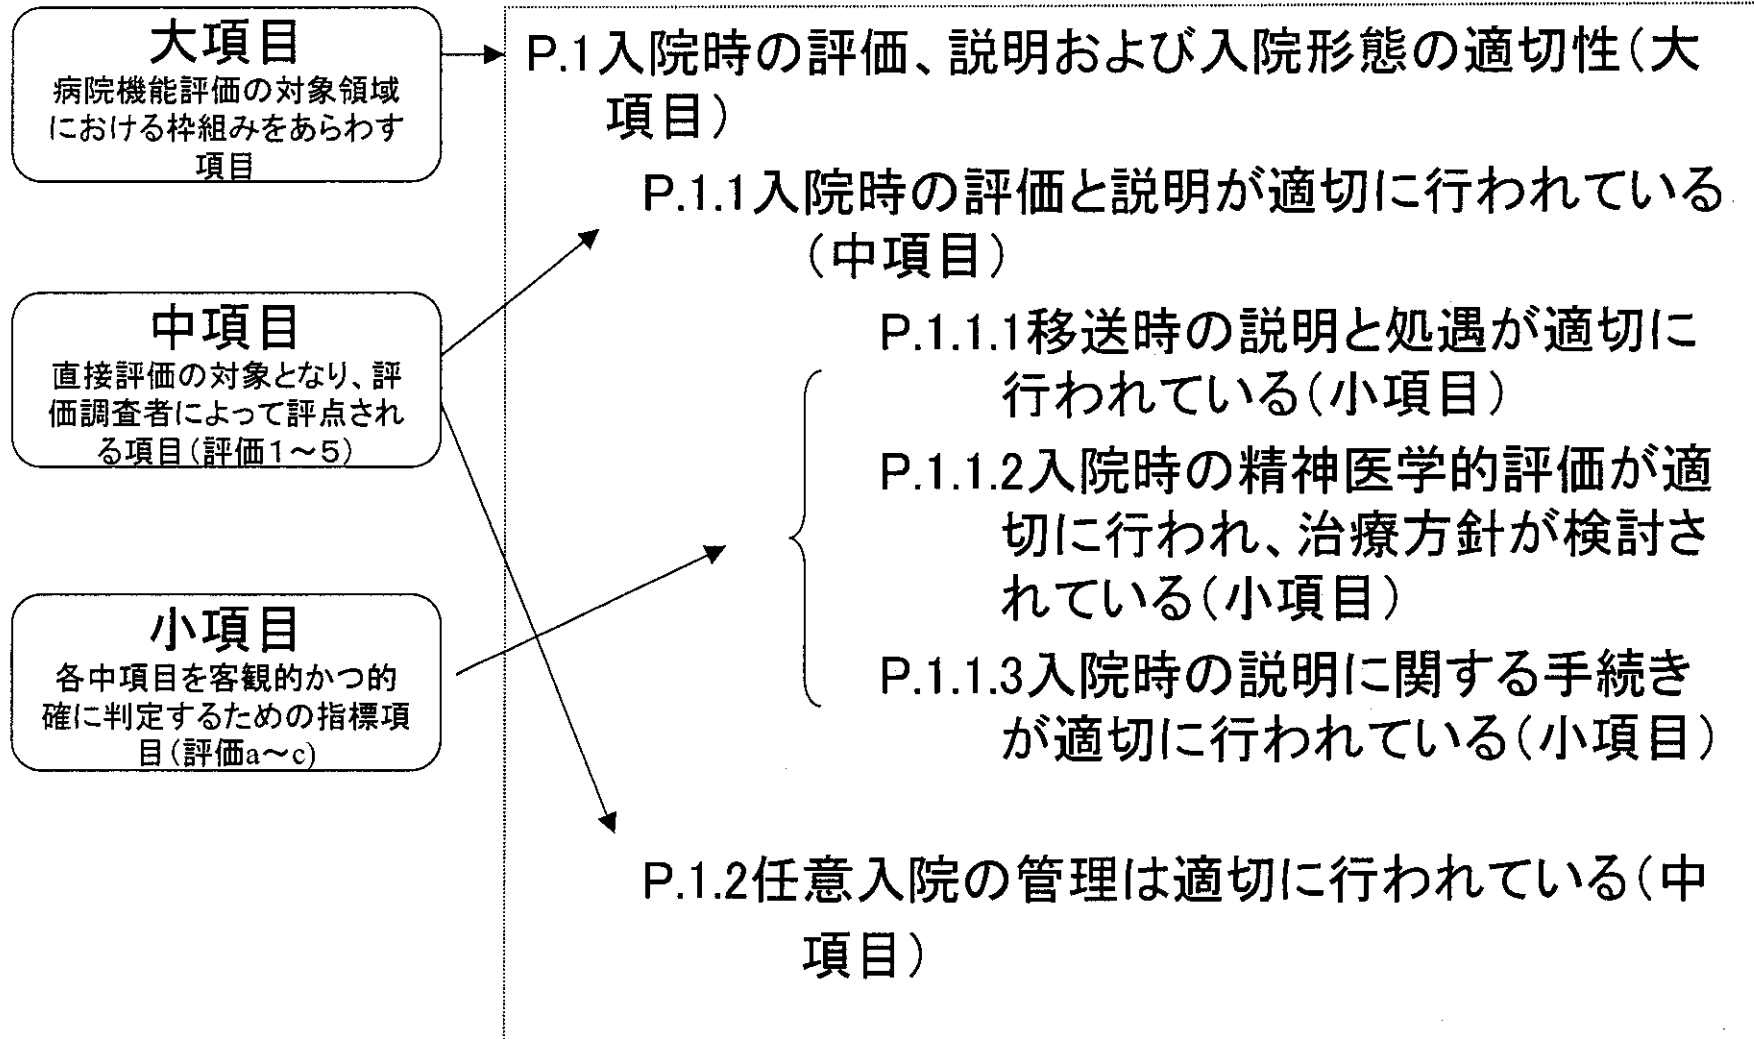 大項目
病院機能評価の対象領域
における枠組みをあらわす
項目
中項目
直接評価の対象となり、評
価調査者によって評点され
る項目(評価1～5)
小項目
各中項目を客観的かつ的
確に判定するための指標項
目(評価a～c)
P.1入院時の評価、説明および入院形態の適切性(大
項目)
P.1.1入院時の評価と説明が適切に行われている
(中項目)
P.1.1.1移送時の説明と処遇が適切に
行われている(小項目)
P.1.1.2入院時の精神医学的評価が適
切に行われ、治療方針が検討さ
れている(小項目)
P.1.1.3入院時の説明に関する手続き
が適切に行われている(小項目)
P.1.2任意入院の管理は適切に行われている(中
項目)